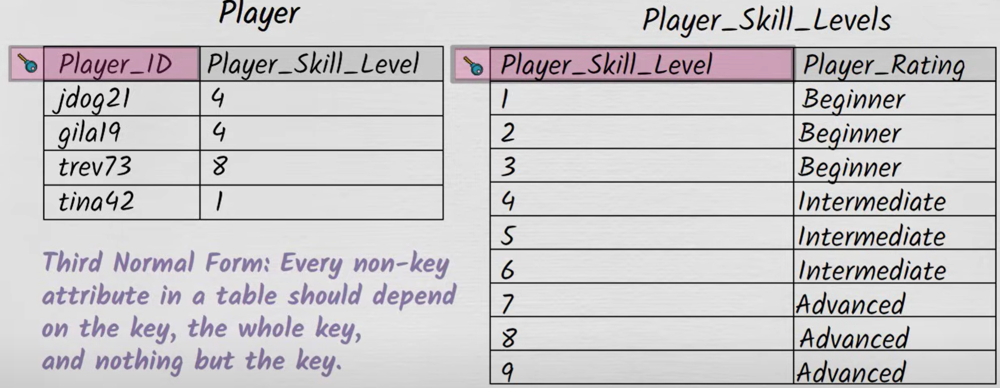 Player
Player_ID Player_Skill_Level
jdog21 4
gila19 4
trev73 8
tina42 1
Third Normal Form: Every non-key
attribute in a table should depend
on the key, the whole key,
and nothing but the key.
Player_Skill_Levels
Player_Skill_Level Player_Rating
1 Beginner
2 Beginner
3 Beginner
4 Intermediate
5 Intermediate
6 Intermediate
7 Advanced
8 Advanced
9 Advanced